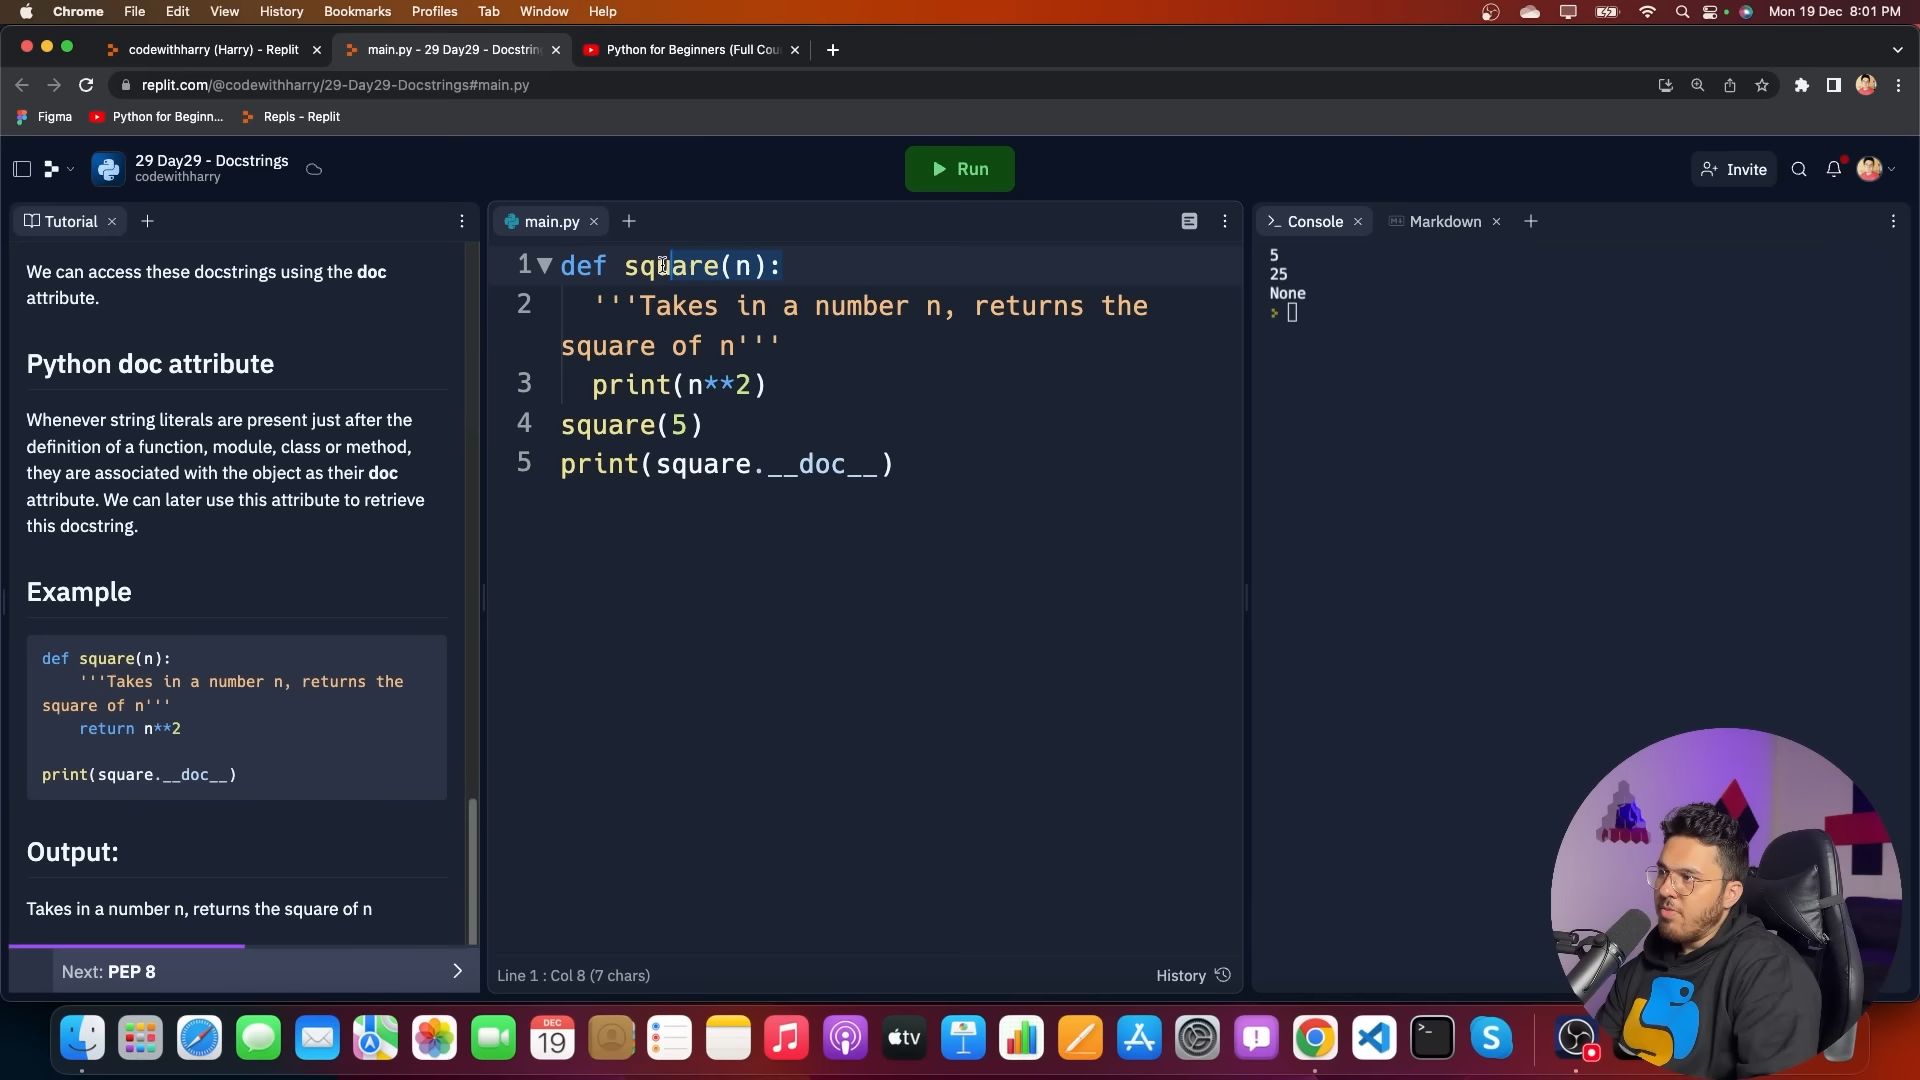 Chrome File Edit View History Bookmarks Profiles Tab Window Help Mon 19 Dec 8:01 PM
codewithharry (Harry) - Replit main.py - 29 Day29 - Docstrin Python for Beginners (Full Cou
replit.com/@codewithharry/29-Day29-Docstrings#main.py
Figma Python for Beginn... Repls - Replit
29 Day29 - Docstrings
codewithharry
Run
Invite
Tutorial
We can access these docstrings using the doc
attribute.
Python doc attribute
Whenever string literals are present just after the
definition of a function, module, class or method,
they are associated with the object as their doc
attribute. We can later use this attribute to retrieve
this docstring.
Example
def square(n):
'''Takes in a number n, returns the
square of n'''
return n**2
print(square.__doc__)
Output:
Takes in a number n, returns the square of n
Next: PEP 8
main.py
1 def square(n):
2 '''Takes in a number n, returns the
square of n'''
3 print(n**2)
4 square(5)
5 print(square.__doc__)
Line 1 : Col 8 (7 chars)
History
>_ Console Markdown
5
25
None
DEC
19
tv